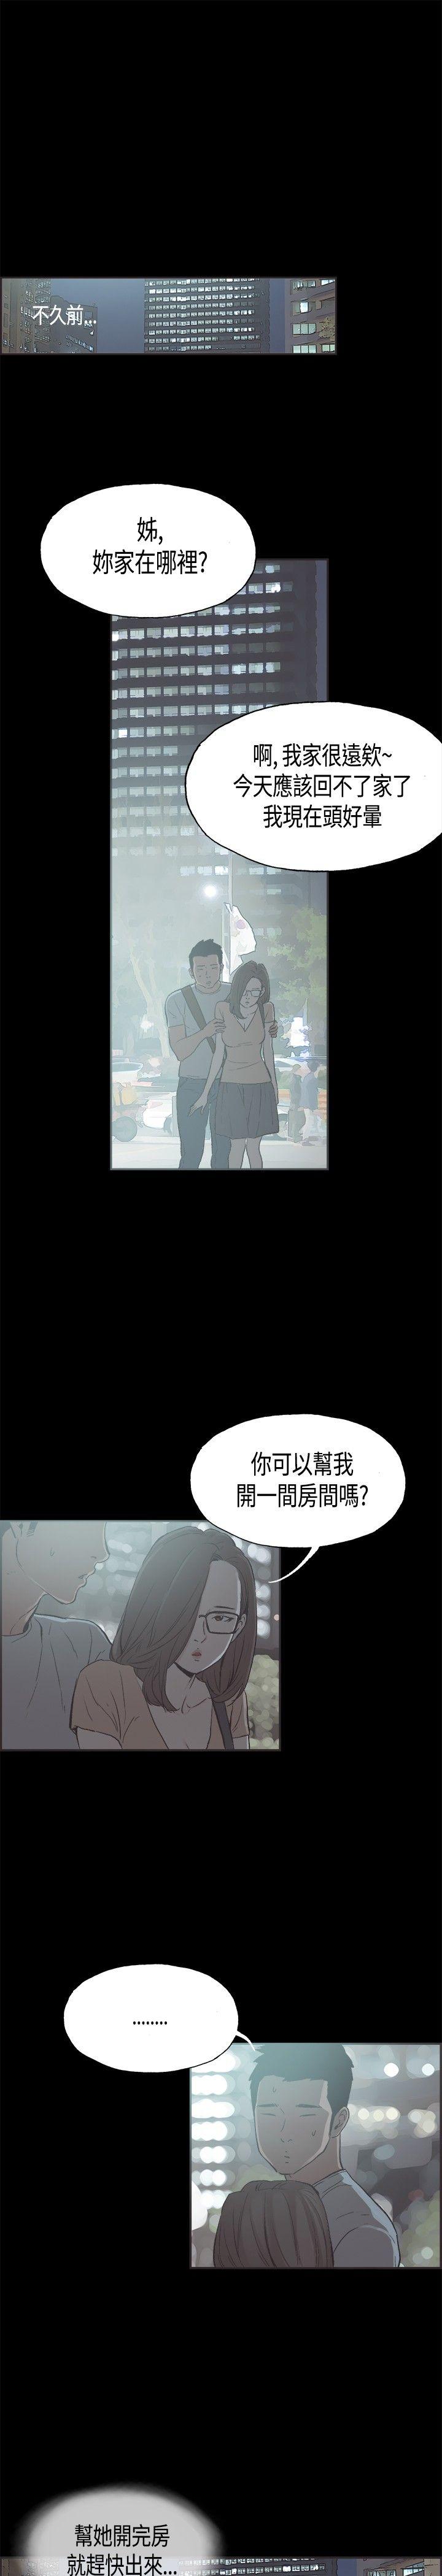 不久前...
姊,
妳家在哪裡?
啊, 我家很遠欸~
今天應該回不了家了
我現在頭好暈
你可以幫我
開一間房間嗎?
........
幫她開完房
就趕快出來...